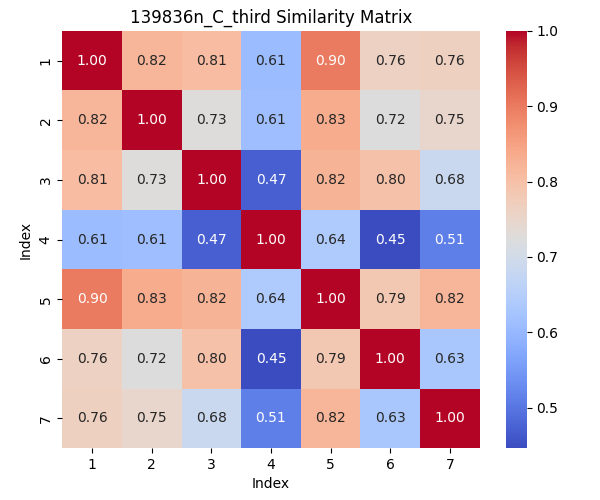 139836n_C_third Similarity Matrix
1 1.00 0.82 0.81 0.61 0.90 0.76 0.76
2 0.82 1.00 0.73 0.61 0.83 0.72 0.75
3 0.81 0.73 1.00 0.47 0.82 0.80 0.68
4 0.61 0.61 0.47 1.00 0.64 0.45 0.51
5 0.90 0.83 0.82 0.64 1.00 0.79 0.82
6 0.76 0.72 0.80 0.45 0.79 1.00 0.63
7 0.76 0.75 0.68 0.51 0.82 0.63 1.00
1 2 3 4 5 6 7
Index
Index
1.0
0.9
0.8
0.7
0.6
0.5